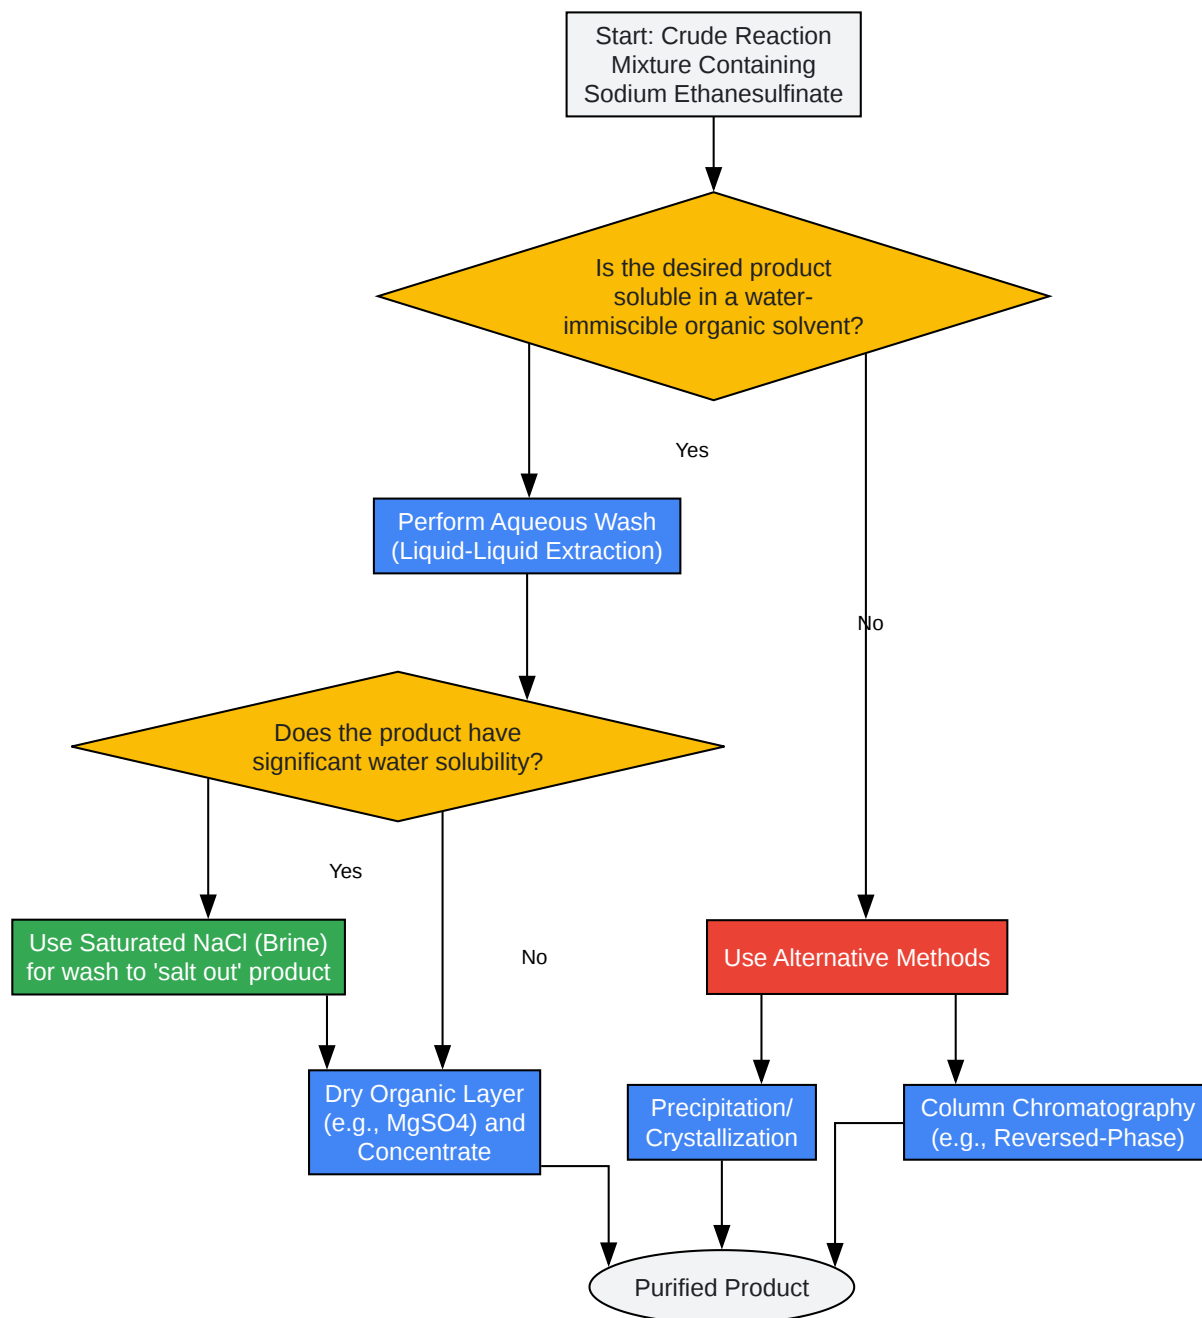 Start: Crude Reaction
Mixture Containing
Sodium Ethanesulfinate
Is the desired product
soluble in a water-
immiscible organic solvent?
Yes
Perform Aqueous Wash
(Liquid-Liquid Extraction)
No
Does the product have
significant water solubility?
Yes
Use Saturated NaCl (Brine)
for wash to 'salt out' product
No
Use Alternative Methods
Dry Organic Layer
(e.g., MgSO4) and
Concentrate
Precipitation/
Crystallization
Column Chromatography
(e.g., Reversed-Phase)
Purified Product